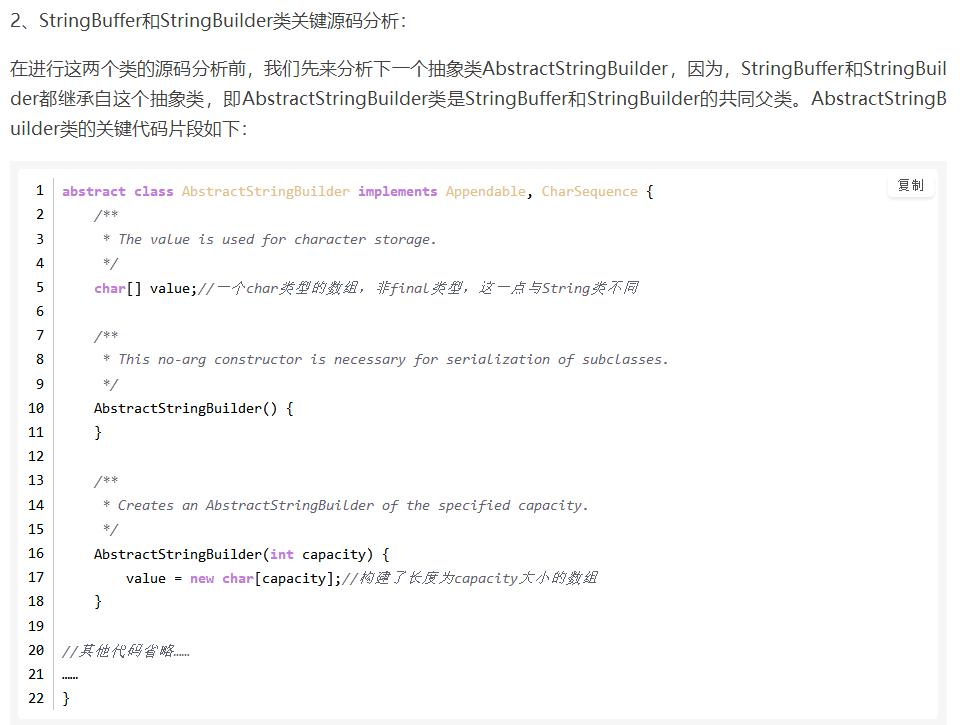 2、StringBuffer和StringBuilder类关键源码分析：
在进行这两个类的源码分析前，我们先来分析下一个抽象类AbstractStringBuilder，因为，StringBuffer和StringBuil
der都继承自这个抽象类，即AbstractStringBuilder类是StringBuffer和StringBuilder的共同父类。AbstractStringB
uilder类的关键代码片段如下：
复制
1 abstract class AbstractStringBuilder implements Appendable, CharSequence {
2     /**
3      * The value is used for character storage.
4      */
5     char[] value;//一个char类型的数组，非final类型，这一点与String类不同
6
7     /**
8      * This no-arg constructor is necessary for serialization of subclasses.
9      */
10     AbstractStringBuilder() {
11     }
12
13     /**
14      * Creates an AbstractStringBuilder of the specified capacity.
15      */
16     AbstractStringBuilder(int capacity) {
17         value = new char[capacity];//构建了长度为capacity大小的数组
18     }
19
20 //其他代码省略……
21 ……
22 }